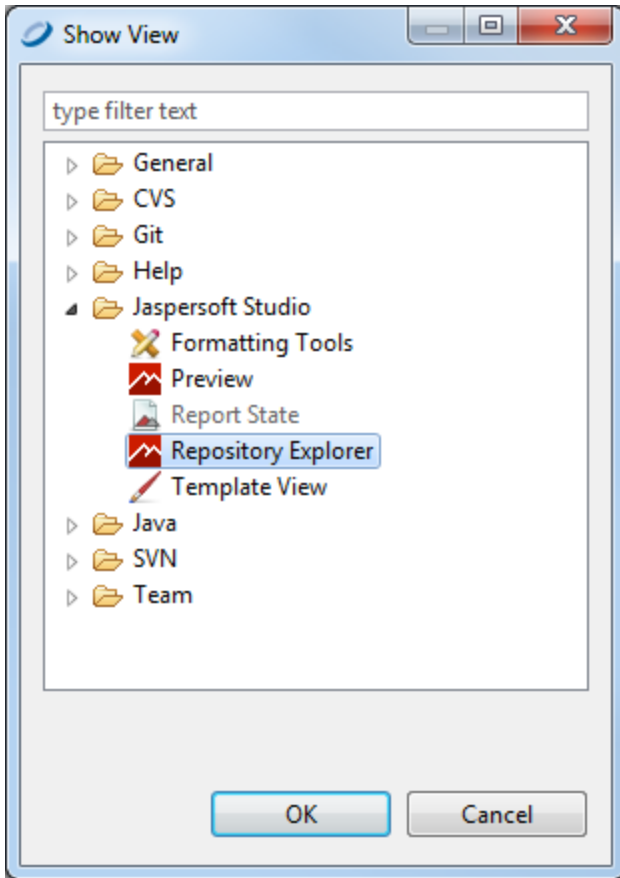 Show View
type filter text
General
CVS
Git
Help
Jaspersoft Studio
Formatting Tools
Preview
Report State
Repository Explorer
Template View
Java
SVN
Team
OK
Cancel